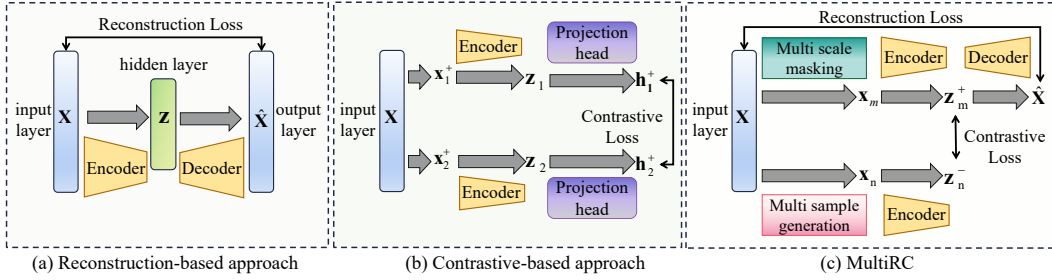 Reconstruction Loss
hidden layer
input layer
X
z
X̂
output layer
Encoder
Decoder
(a) Reconstruction-based approach
Encoder
Projection head
input layer
X
x₁⁺
z₁
h₁⁺
Contrastive Loss
x₂⁺
z₂
h₂⁺
Encoder
Projection head
(b) Contrastive-based approach
Reconstruction Loss
Multi scale masking
Encoder
Decoder
input layer
X
xₘ
zₘ⁺
X̂
Contrastive Loss
xₙ
zₙ⁻
Multi sample generation
Encoder
(c) MultiRC